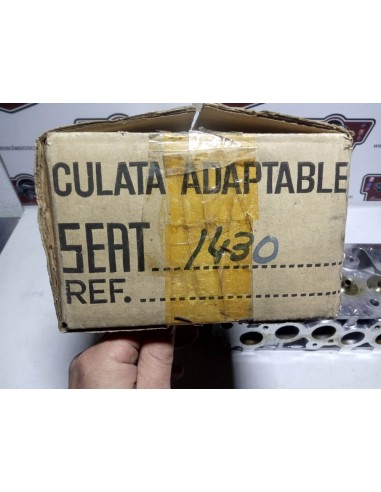 CULATA ADAPTABLE
SEAT 1430
REF.